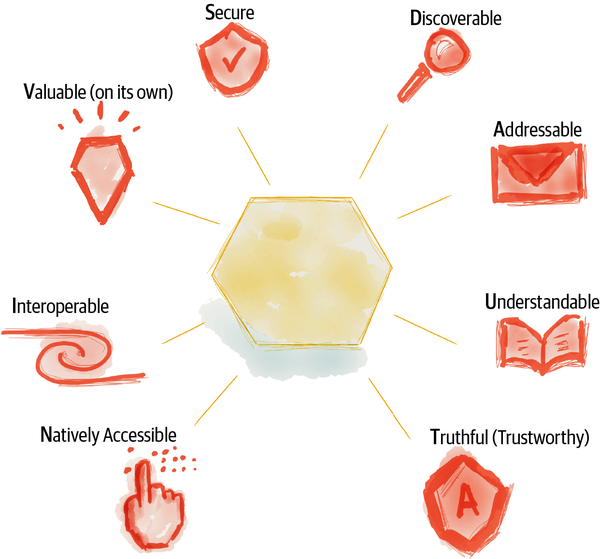 Secure
Discoverable
Valuable (on its own)
Addressable
Interoperable
Understandable
Natively Accessible
Truthful (Trustworthy)
A